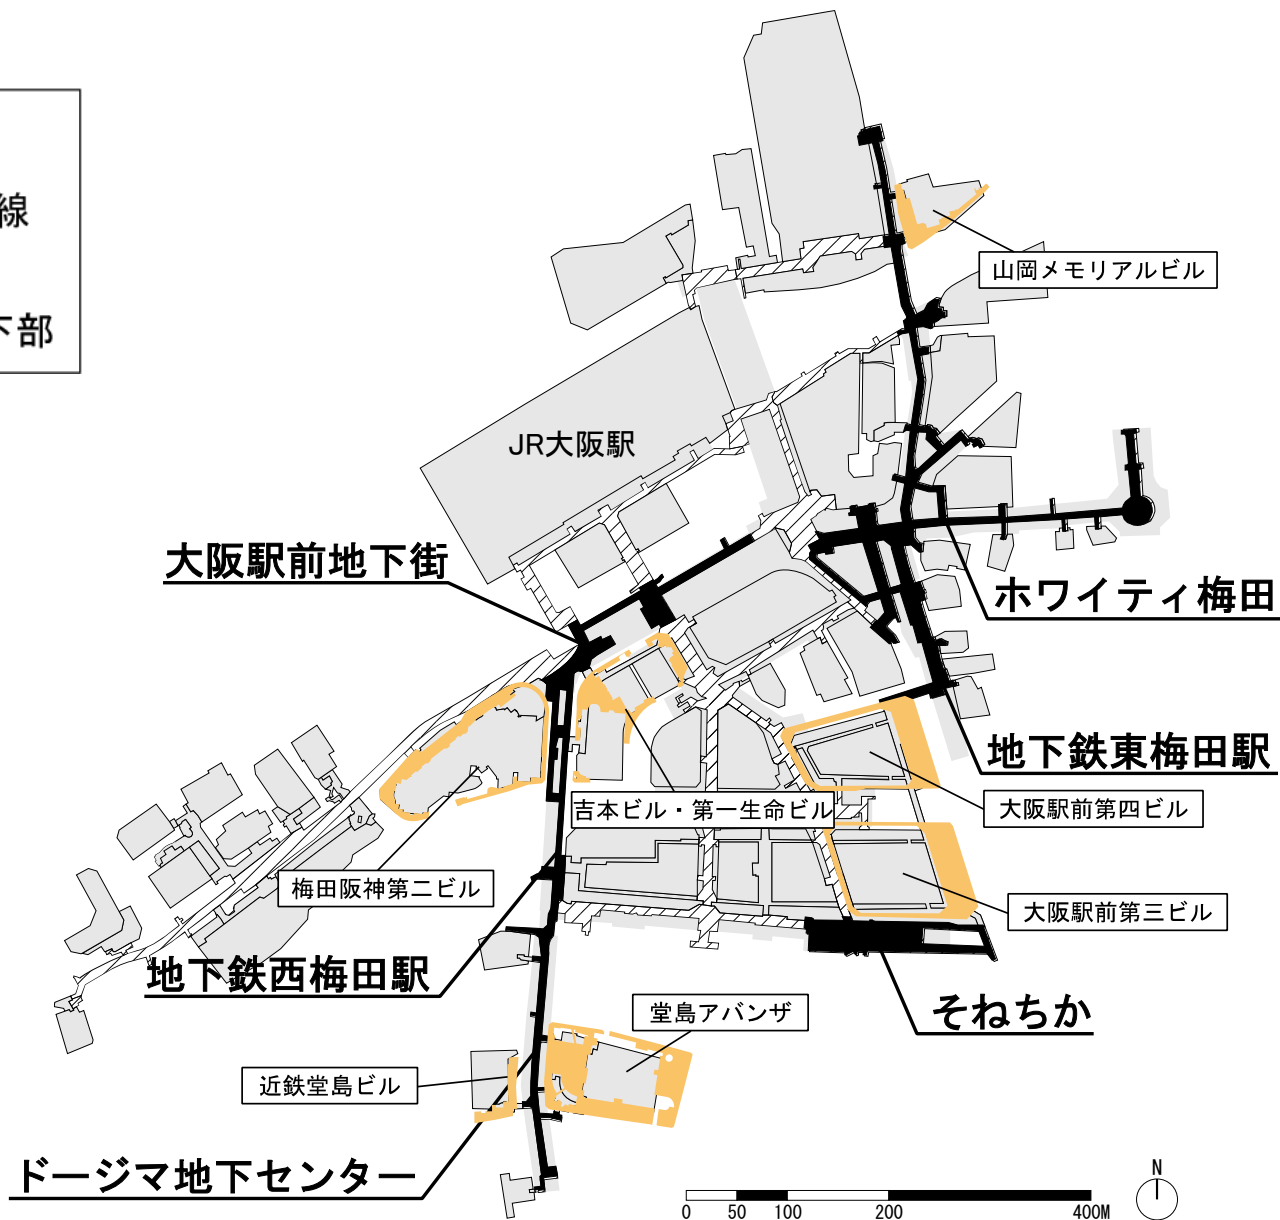 線
下部
山岡メモリアルビル
JR大阪駅
大阪駅前地下街
ホワイティ梅田
地下鉄東梅田駅
吉本ビル・第一生命ビル
大阪駅前第四ビル
梅田阪神第二ビル
大阪駅前第三ビル
地下鉄西梅田駅
堂島アバンザ
そねちか
近鉄堂島ビル
ドージマ地下センター
N
0 50 100 200 400M